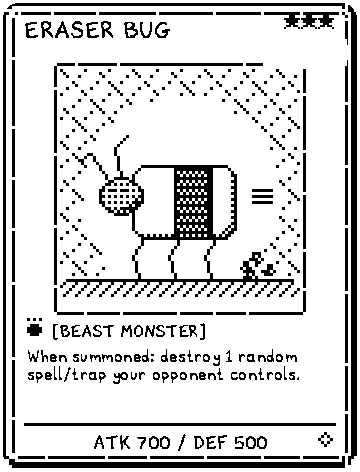 ERASER BUG
[BEAST MONSTER]
When summoned: destroy 1 random
spell/trap your opponent controls.
ATK 700 / DEF 500